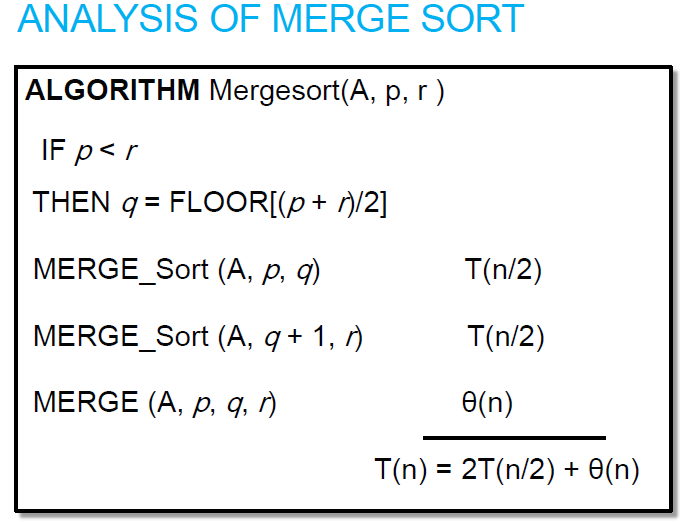 ANALYSIS OF MERGE SORT
ALGORITHM Mergesort(A, p, r )
IF p < r
THEN q = FLOOR[(p + r)/2]
MERGE_Sort (A, p, q) T(n/2)
MERGE_Sort (A, q + 1, r) T(n/2)
MERGE (A, p, q, r) θ(n)
T(n) = 2T(n/2) + θ(n)